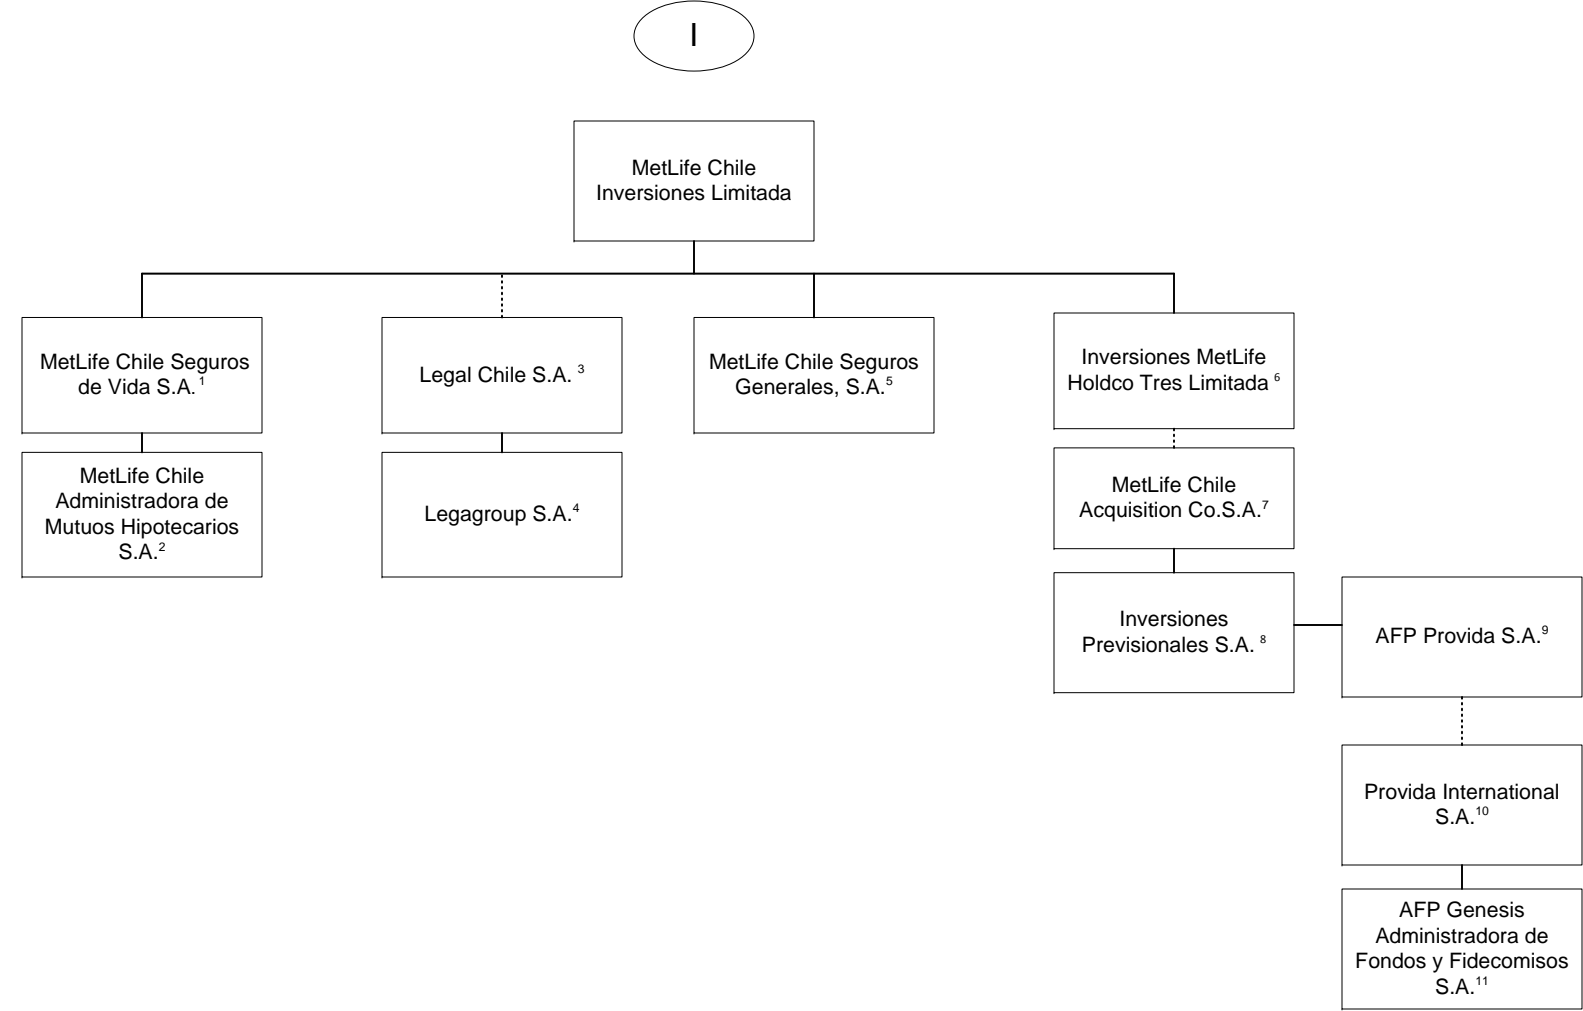 I
MetLife Chile
Inversiones Limitada
MetLife Chile Seguros
de Vida S.A. 1
Legal Chile S.A. 3
MetLife Chile Seguros
Generales, S.A.5
Inversiones MetLife
Holdco Tres Limitada 6
MetLife Chile
Administradora de
Mutuos Hipotecarios
S.A.2
Legagroup S.A.4
MetLife Chile
Acquisition Co.S.A.7
Inversiones
Previsionales S.A. 8
AFP Provida S.A.9
Provida International
S.A.10
AFP Genesis
Administradora de
Fondos y Fidecomisos
S.A.11